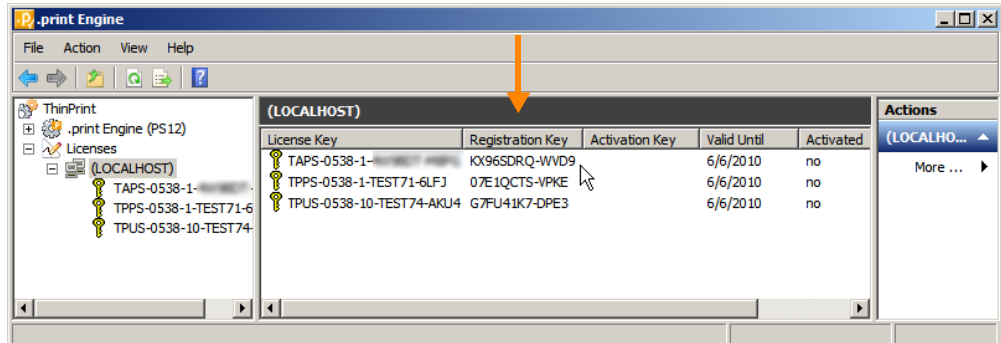 .print Engine
File Action View Help
ThinPrint
.print Engine (PS12)
Licenses
(LOCALHOST)
TAPS-0538-1-
TPPS-0538-1-TEST71-6
TPUS-0538-10-TEST74-
(LOCALHOST)
License Key Registration Key Activation Key Valid Until Activated
TAPS-0538-1- KX96SDRQ-WVD9 6/6/2010 no
TPPS-0538-1-TEST71-6LFJ 07E1QCTS-VPKE 6/6/2010 no
TPUS-0538-10-TEST74-AKU4 G7FU41K7-DPE3 6/6/2010 no
Actions
(LOCALHO...
More ...